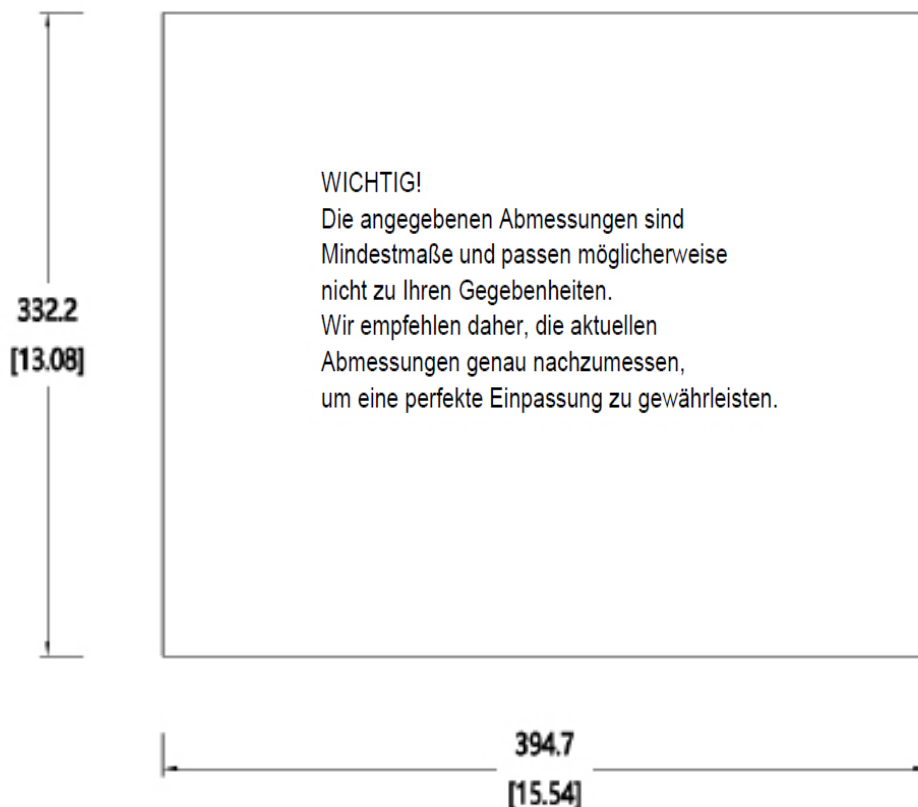 WICHTIG!
Die angegebenen Abmessungen sind
Mindestmaße und passen möglicherweise
nicht zu Ihren Gegebenheiten.
332.2
Wir empfehlen daher, die aktuellen
[13.08]
Abmessungen genau nachzumessen,
um eine perfekte Einpassung zu gewährleisten.
394.7
[15.54]